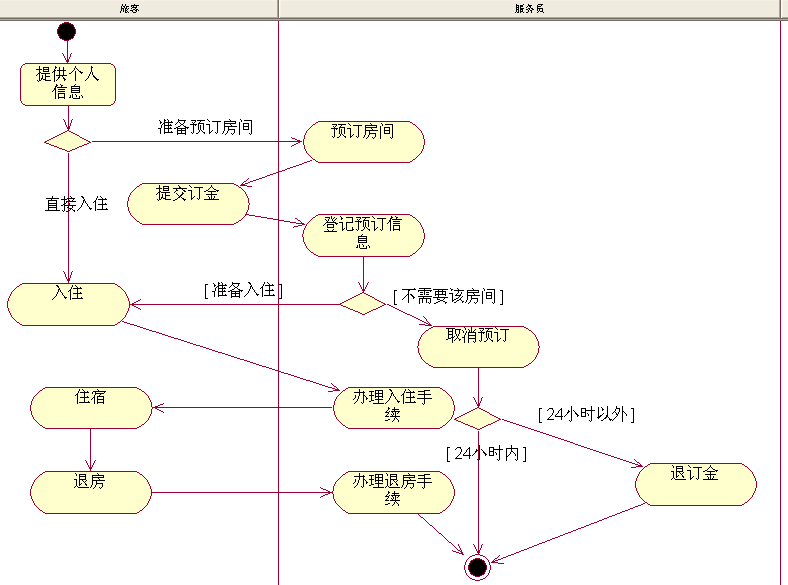 旅客
服务员
提供个人
信息
准备预订房间
预订房间
提交订金
直接入住
登记预订信
息
入住
[准备入住]
[不需要该房间]
取消预订
住宿
办理入住手
续
[24小时以外]
[24小时内]
退房
办理退房手
续
退订金